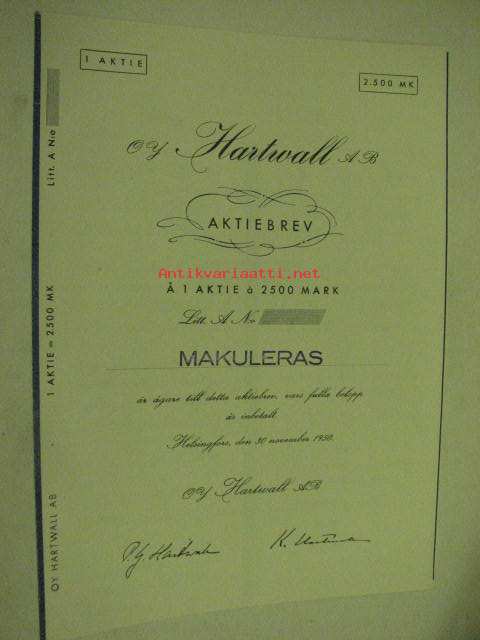 1 AKTIE
2.500 MK
Litt. A N:o
OY Hartwall AB
AKTIEBREV
Antikvariaatti.net
Å 1 AKTIE à 2500 MARK
Litt. A No
MAKULERAS
är ägare till detta aktiebrev, vars fulla belopp
är inbetalt.
Helsingfors, den 30 november 1950.
OY Hartwall AB
K.
1 AKTIE = 2500 MK
OY HARTWALL AB